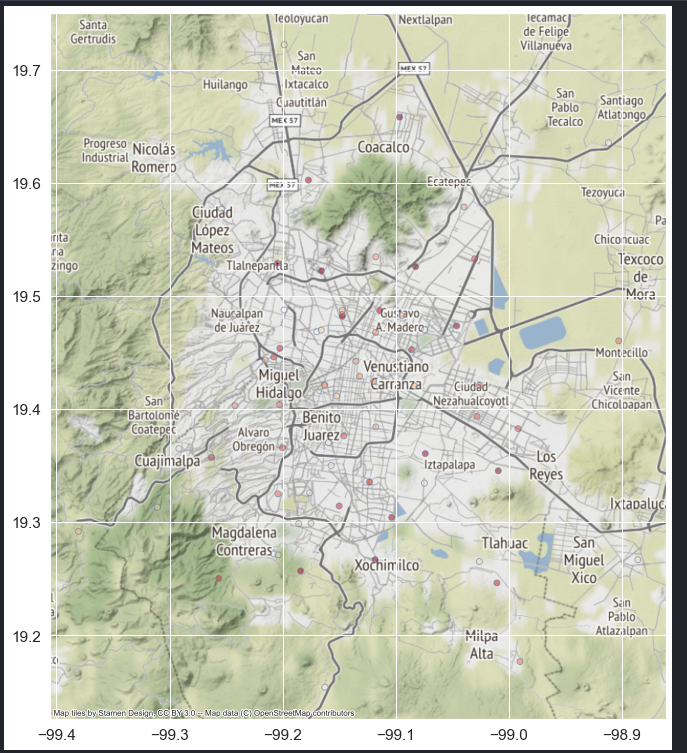 Santa
Gertrudis
Teoloyucan
Nextlalpan
Tecámac
de Felipe
Villanueva
19.7
San
Mateo
Ixtacalco
MEX 57
Huilango
Cuautitlán
San
Pablo
Tecalco
Santiago
Atlatongo
MEX 57
Progreso
Industrial
Nicolás
Romero
Coacalco
19.6
MEX 57
Ecatepec
Tezoyuca
Ciudad
López
Mateos
Pa
Chiconcuac
Tlalnepantla
Texcoco
de
Mora
19.5
Naucalpan
de Juárez
Gustavo
A. Madero
Montecillo
Miguel
Hidalgo
Venustiano
Carranza
Ciudad
Nezahualcoyotl
San
Vicente
Chicoloapan
19.4
San
Bartolomé
Coatepec
Benito
Juarez
Alvaro
Obregón
Cuajimalpa
Iztapalapa
Los
Reyes
Ixtapaluc
19.3
Magdalena
Contreras
Tlahuac
San
Miguel
Xico
Xochimilco
San
Pablo
Atlazalpan
19.2
Milpa
Alta
Map tiles by Stamen Design, CC BY 3.0 -- Map data (C) OpenStreetMap contributors
−99.4 −99.3 −99.2 −99.1 −99.0 −98.9